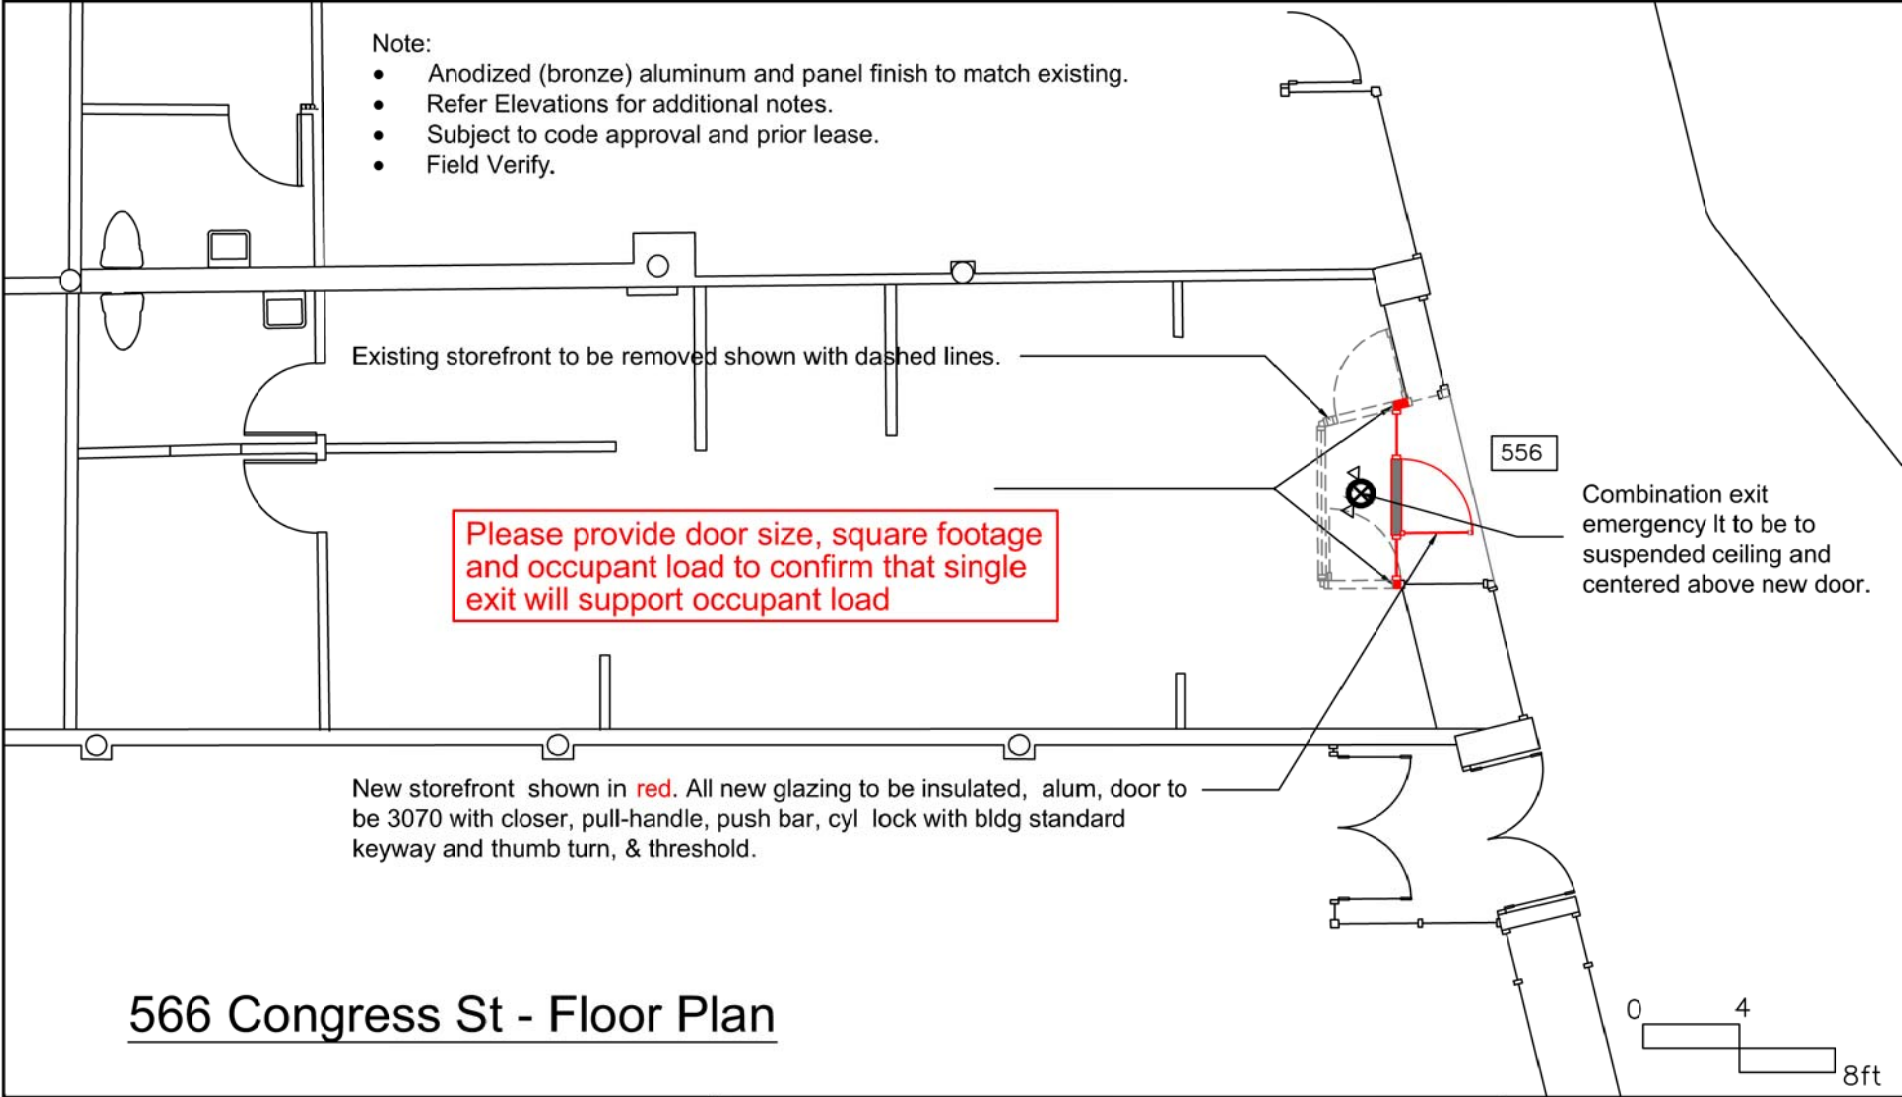 Note:
• Anodized (bronze) aluminum and panel finish to match existing.
• Refer Elevations for additional notes.
• Subject to code approval and prior lease.
• Field Verify.
Existing storefront to be removed shown with dashed lines.
556
Combination exit
emergency lt to be to
suspended ceiling and
centered above new door.
Please provide door size, square footage
and occupant load to confirm that single
exit will support occupant load
New storefront shown in red. All new glazing to be insulated, alum, door to
be 3070 with closer, pull-handle, push bar, cyl lock with bldg standard
keyway and thumb turn, & threshold.
566 Congress St - Floor Plan
0 4
8ft